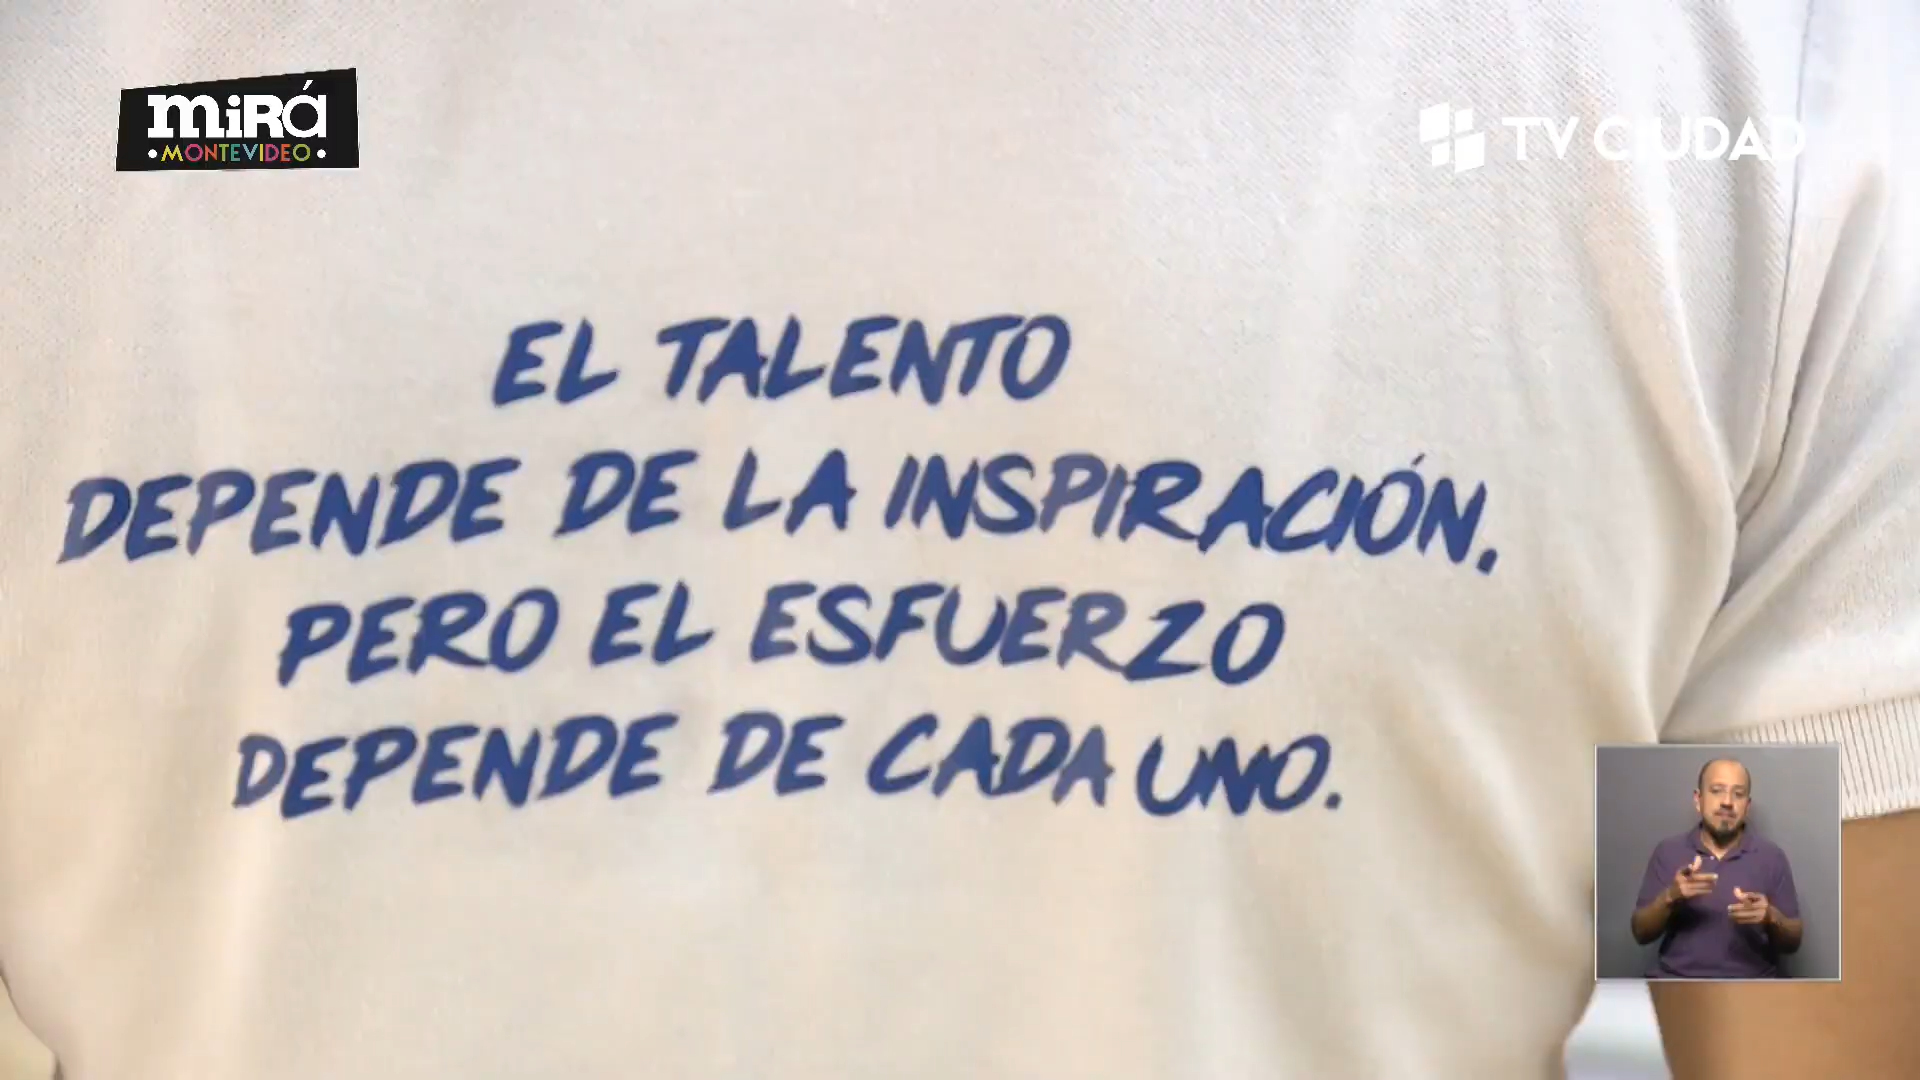 mirá
•MONTEVIDEO•
TV CIUDAD
EL TALENTO
DEPENDE DE LA INSPIRACIÓN.
PERO EL ESFUERZO
DEPENDE DE CADA UNO.